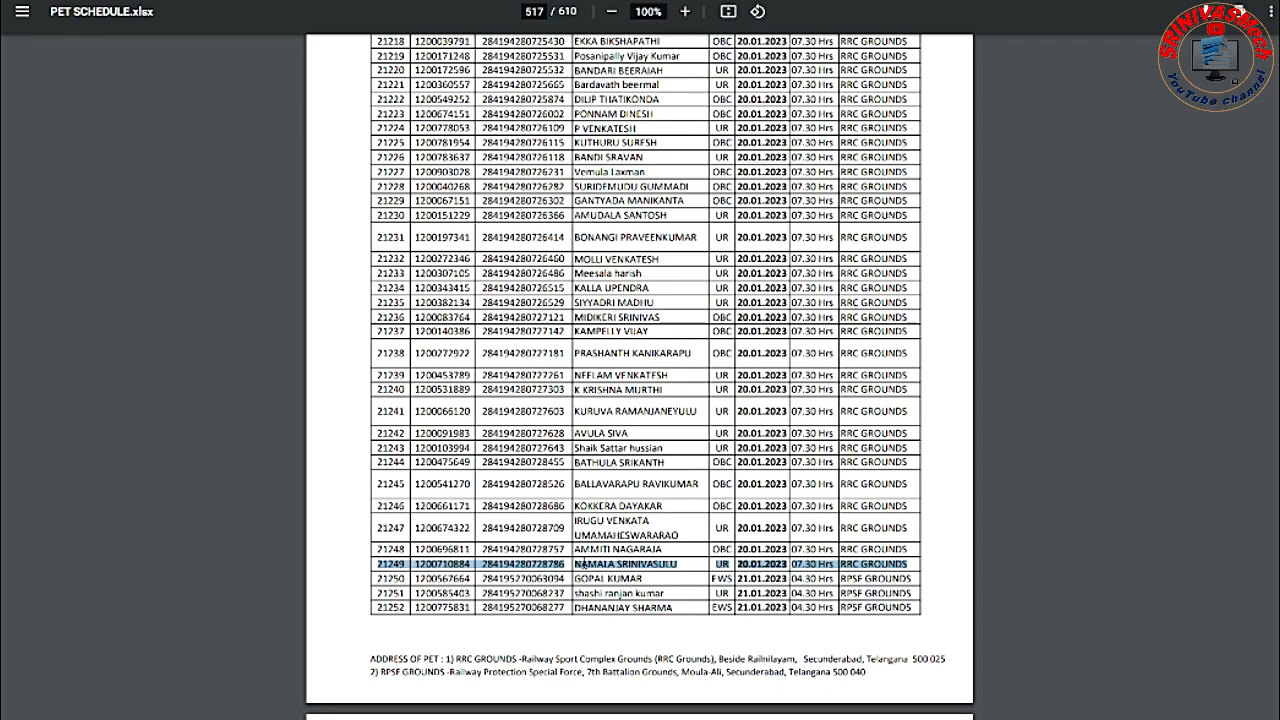 PET SCHEDULE.xlsx 517 / 610 100%
SRINIVASMech
YouTube channel
21218 1200039791 284194280725430 EKKA BIKSHAPATHI OBC 20.01.2023 07.30 Hrs RRC GROUNDS
21219 1200171248 284194280725531 Posanipally Vijay Kumar OBC 20.01.2023 07.30 Hrs RRC GROUNDS
21220 1200172596 284194280725532 BANDARI BEERAIAH UR 20.01.2023 07.30 Hrs RRC GROUNDS
21221 1200360557 284194280725665 Bardavath beermal UR 20.01.2023 07.30 Hrs RRC GROUNDS
21222 1200549252 284194280725874 DILIP THATIKONDA OBC 20.01.2023 07.30 Hrs RRC GROUNDS
21223 1200674151 284194280726002 PONNAM DINESH OBC 20.01.2023 07.30 Hrs RRC GROUNDS
21224 1200778053 284194280726109 P VENKATESH UR 20.01.2023 07.30 Hrs RRC GROUNDS
21225 1200781954 284194280726115 KUTHURU SURESH OBC 20.01.2023 07.30 Hrs RRC GROUNDS
21226 1200783637 284194280726118 BANDI SRAVAN UR 20.01.2023 07.30 Hrs RRC GROUNDS
21227 1200903028 284194280726231 Vemula Laxman OBC 20.01.2023 07.30 Hrs RRC GROUNDS
21228 1200040268 284194280726282 SURIDEMUDU GUMMADI OBC 20.01.2023 07.30 Hrs RRC GROUNDS
21229 1200067151 284194280726302 GANTYADA MANIKANTA OBC 20.01.2023 07.30 Hrs RRC GROUNDS
21230 1200151229 284194280726366 AMUDALA SANTOSH UR 20.01.2023 07.30 Hrs RRC GROUNDS
21231 1200197341 284194280726414 BONANGI PRAVEENKUMAR UR 20.01.2023 07.30 Hrs RRC GROUNDS
21232 1200272346 284194280726460 MOLLI VENKATESH UR 20.01.2023 07.30 Hrs RRC GROUNDS
21233 1200307105 284194280726486 Meesala harish UR 20.01.2023 07.30 Hrs RRC GROUNDS
21234 1200343415 284194280726515 KALLA UPENDRA UR 20.01.2023 07.30 Hrs RRC GROUNDS
21235 1200382134 284194280726529 SIYYADRI MADHU UR 20.01.2023 07.30 Hrs RRC GROUNDS
21236 1200083764 284194280727121 MIDIKERI SRINIVAS OBC 20.01.2023 07.30 Hrs RRC GROUNDS
21237 1200140386 284194280727142 KAMPELLY VIJAY OBC 20.01.2023 07.30 Hrs RRC GROUNDS
21238 1200272922 284194280727181 PRASHANTH KANIKARAPU OBC 20.01.2023 07.30 Hrs RRC GROUNDS
21239 1200453789 284194280727261 NEELAM VENKATESH UR 20.01.2023 07.30 Hrs RRC GROUNDS
21240 1200531889 284194280727303 K KRISHNA MURTHI UR 20.01.2023 07.30 Hrs RRC GROUNDS
21241 1200066120 284194280727603 KURUVA RAMANJANEYULU UR 20.01.2023 07.30 Hrs RRC GROUNDS
21242 1200091983 284194280727628 AVULA SIVA UR 20.01.2023 07.30 Hrs RRC GROUNDS
21243 1200103994 284194280727643 Shaik Sattar hussian UR 20.01.2023 07.30 Hrs RRC GROUNDS
21244 1200475649 284194280728455 BATHULA SRIKANTH OBC 20.01.2023 07.30 Hrs RRC GROUNDS
21245 1200541270 284194280728526 BALLAVARAPU RAVIKUMAR OBC 20.01.2023 07.30 Hrs RRC GROUNDS
21246 1200661171 284194280728686 KOKKERA DAYAKAR OBC 20.01.2023 07.30 Hrs RRC GROUNDS
21247 1200674322 284194280728709 IRUGU VENKATA UMAMAHESWARARAO UR 20.01.2023 07.30 Hrs RRC GROUNDS
21248 1200696811 284194280728757 AMMITI NAGARAJA OBC 20.01.2023 07.30 Hrs RRC GROUNDS
21249 1200710884 284194280728786 NAMALA SRINIVASULU UR 20.01.2023 07.30 Hrs RRC GROUNDS
21250 1200567664 284195270063094 GOPAL KUMAR EWS 21.01.2023 04.30 Hrs RPSF GROUNDS
21251 1200585403 284195270068237 shashi ranjan kumar UR 21.01.2023 04.30 Hrs RPSF GROUNDS
21252 1200775831 284195270068277 DHANANJAY SHARMA EWS 21.01.2023 04.30 Hrs RPSF GROUNDS
ADDRESS OF PET : 1) RRC GROUNDS -Railway Sport Complex Grounds (RRC Grounds), Beside Railnilayam, Secunderabad, Telangana 500 025
2) RPSF GROUNDS -Railway Protection Special Force, 7th Battalion Grounds, Moula-Ali, Secunderabad, Telangana 500 040